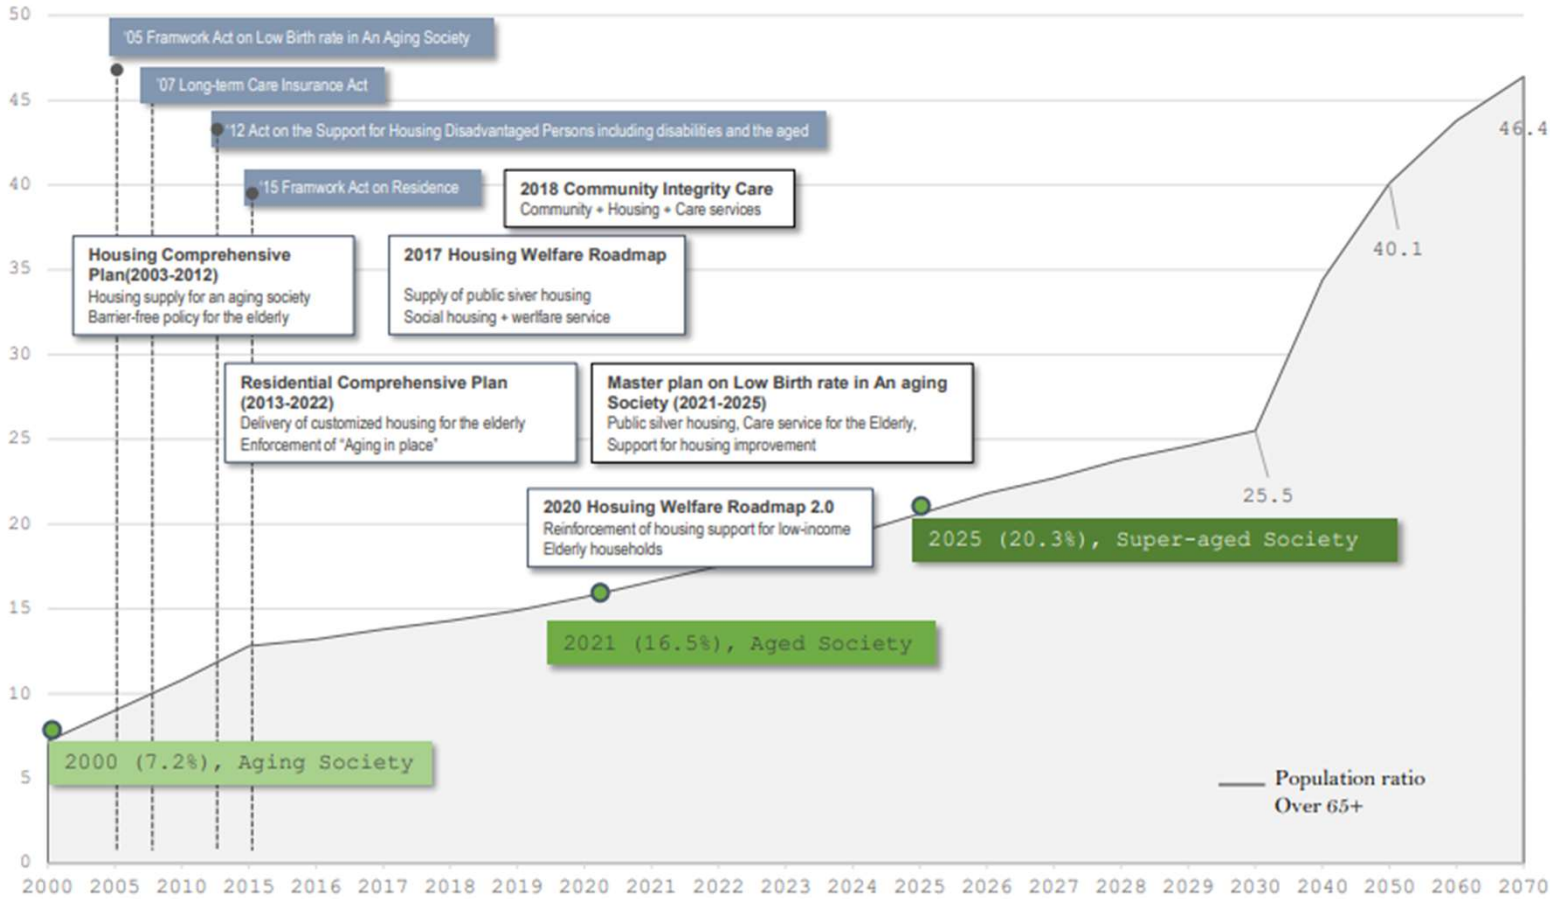 50
'05 Framwork Act on Low Birth rate in An Aging Society
'07 Long-term Care Insurance Act
45
'12 Act on the Support for Housing Disadvantaged Persons including disabilities and the aged
46.4
40
'15 Framwork Act on Residence
2018 Community Integrity Care
Community + Housing + Care services
40.1
Housing Comprehensive
Plan(2003-2012)
Housing supply for an aging society
Barrier-free policy for the elderly
2017 Housing Welfare Roadmap
Supply of public siver housing
Social housing + werlfare service
35
30
Residential Comprehensive Plan
(2013-2022)
Delivery of customized housing for the elderly
Enforcement of "Aging in place"
Master plan on Low Birth rate in An aging
Society (2021-2025)
Public silver housing, Care service for the Elderly,
Support for housing improvement
25
25.5
2020 Hosuing Welfare Roadmap 2.0
Reinforcement of housing support for low-income
Elderly households
20
2025 (20.3%), Super-aged Society
15
2021 (16.5%), Aged Society
10
2000 (7.2%), Aging Society
5
Population ratio
Over 65+
0
2000 2005 2010 2015 2016 2017 2018 2019 2020 2021 2022 2023 2024 2025 2026 2027 2028 2029 2030 2040 2050 2060 2070